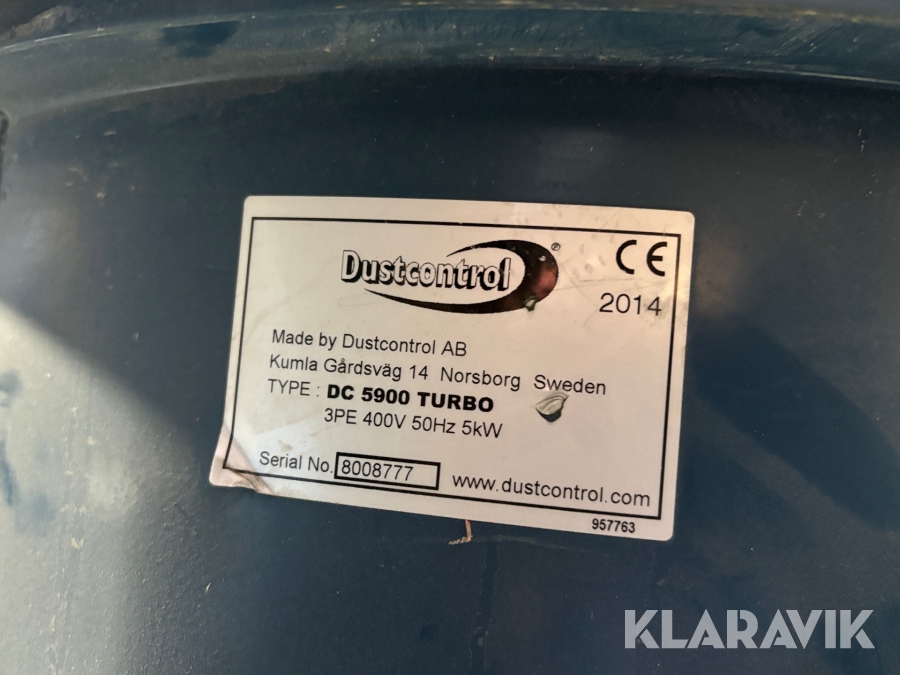 Dustcontrol®
CE
2014
Made by Dustcontrol AB
Kumla Gårdsväg 14 Norsborg Sweden
TYPE : DC 5900 TURBO
3PE 400V 50Hz 5kW
Serial No. 8008777
www.dustcontrol.com
957763
KLARAVIK